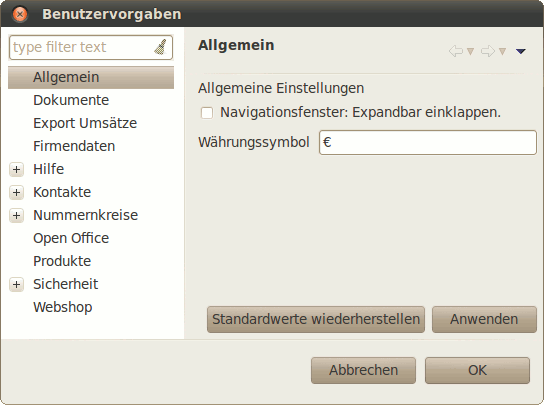 Benutzervorgaben
type filter text
Allgemein
Dokumente
Export Umsätze
Firmendaten
Hilfe
Kontakte
Nummernkreise
Open Office
Produkte
Sicherheit
Webshop
Allgemein
Allgemeine Einstellungen
Navigationsfenster: Expandbar einklappen.
Währungssymbol €
Standardwerte wiederherstellen Anwenden
Abbrechen OK